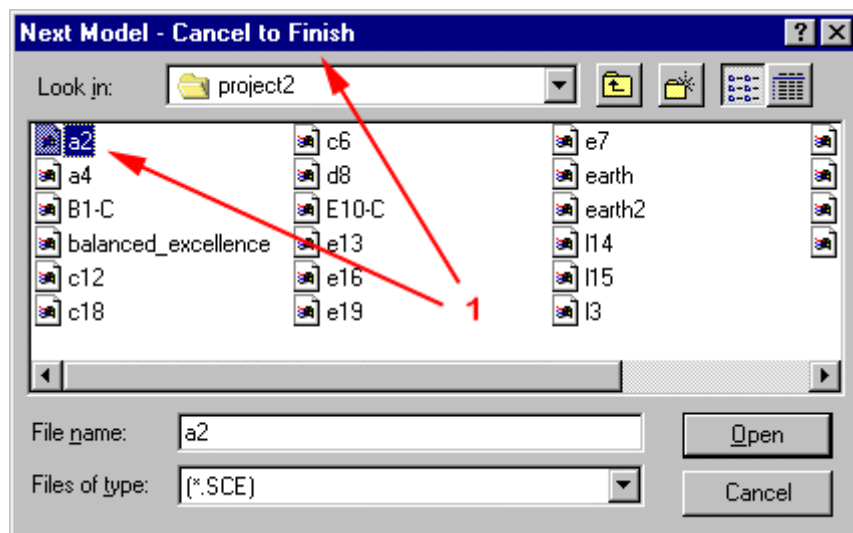 Next Model - Cancel to Finish
Look in: project2
a2 c6 e7
a4 d8 earth
B1-C E10-C earth2
balanced_excellence e13 l14
c12 e16 l15
c18 e19 l3
1
File name: a2 Open
Files of type: (*.SCE) Cancel